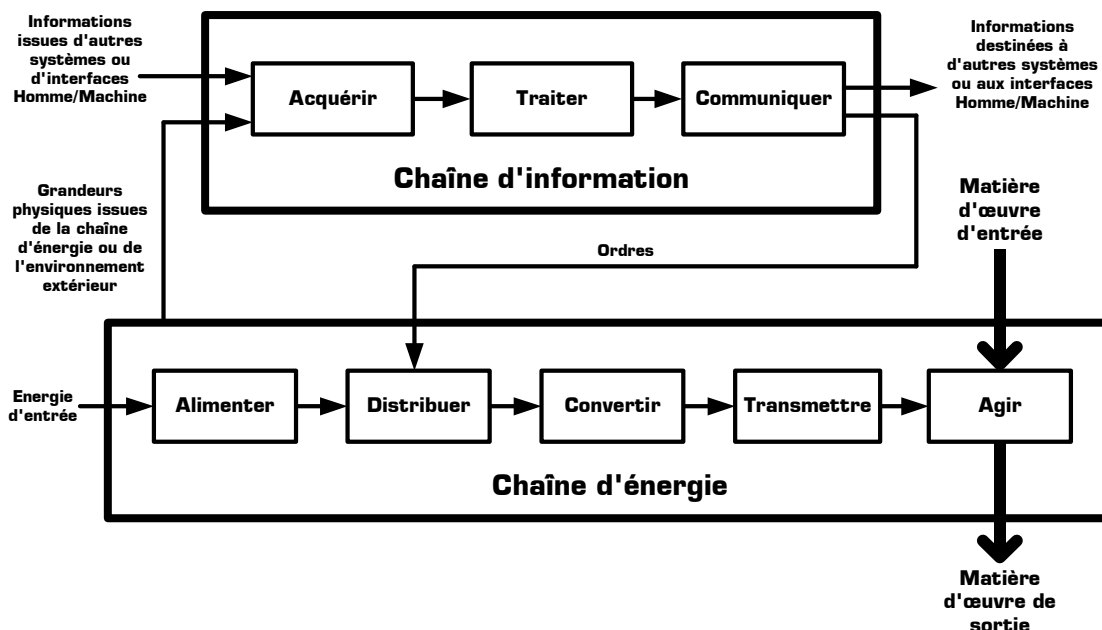 Informations
issues d'autres
systèmes ou
d'interfaces
Homme/Machine
Acquérir
Traiter
Communiquer
Informations
destinées à
d'autres systèmes
ou aux interfaces
Homme/Machine
Chaîne d'information
Grandeurs
physiques issues
de la chaîne
d'énergie ou de
l'environnement
extérieur
Ordres
Matière
d'œuvre
d'entrée
Energie
d'entrée
Alimenter
Distribuer
Convertir
Transmettre
Agir
Chaîne d'énergie
Matière
d'œuvre de
sortie